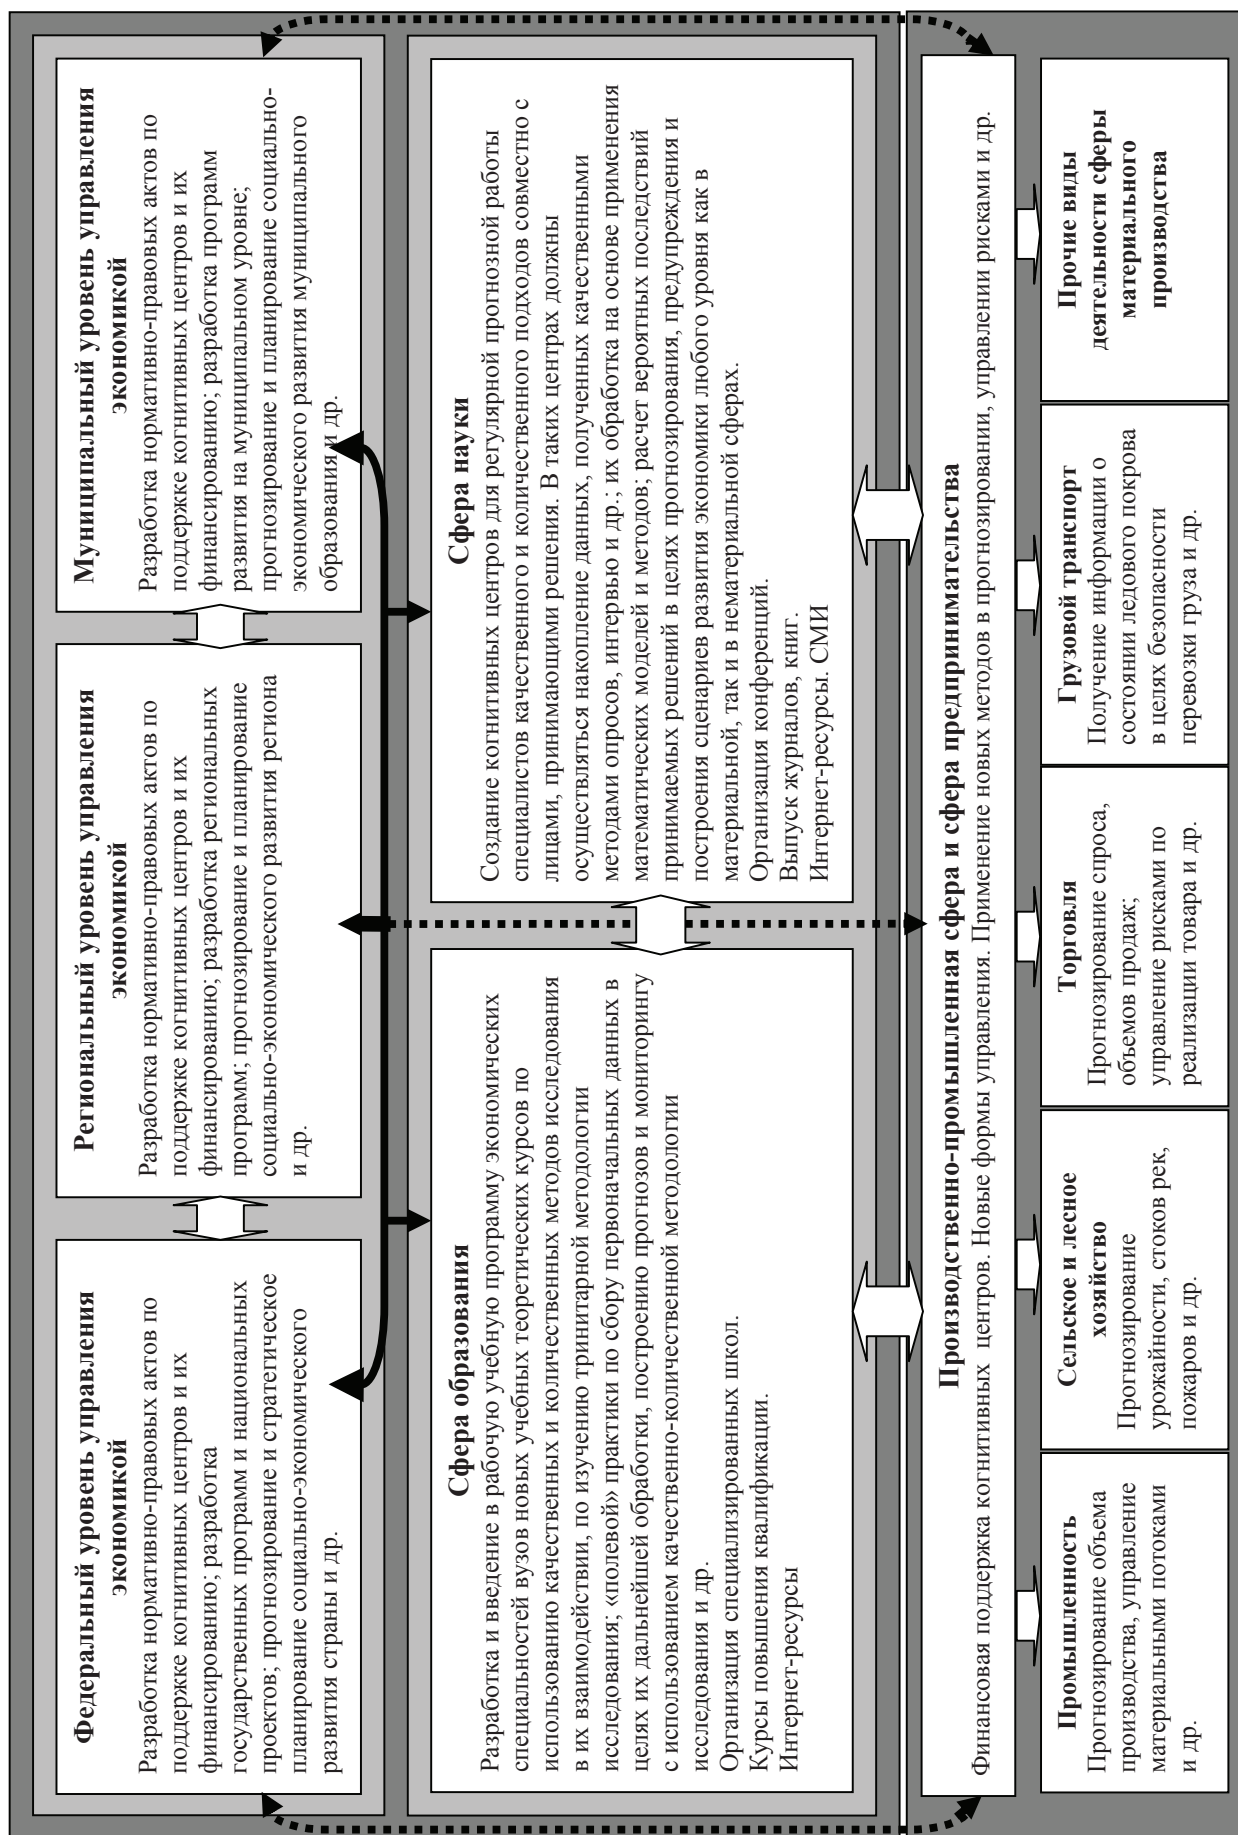 Федеральный уровень управления
экономикой
Разработка нормативно-правовых актов по
поддержке когнитивных центров и их
финансированию; разработка
государственных программ и национальных
проектов; прогнозирование и стратегическое
планирование социально-экономического
развития страны и др.
Региональный уровень управления
экономикой
Разработка нормативно-правовых актов по
поддержке когнитивных центров и их
финансированию; разработка региональных
программ; прогнозирование и планирование
социально-экономического развития региона
и др.
Муниципальный уровень управления
экономикой
Разработка нормативно-правовых актов по
поддержке когнитивных центров и их
финансированию; разработка программ
развития на муниципальном уровне;
прогнозирование и планирование социально-
экономического развития муниципального
образования и др.
Сфера образования
Разработка и введение в рабочую учебную программу экономических
специальностей вузов новых учебных теоретических курсов по
использованию качественных и количественных методов исследования
в их взаимодействии, по изучению тринитарной методологии
исследования; «полевой» практики по сбору первоначальных данных в
целях их дальнейшей обработки, построению прогнозов и мониторингу
с использованием качественно-количественной методологии
исследования и др.
Организация специализированных школ.
Курсы повышения квалификации.
Интернет-ресурсы
Сфера науки
Создание когнитивных центров для регулярной прогнозной работы
специалистов качественного и количественного подходов совместно с
лицами, принимающими решения. В таких центрах должны
осуществляться накопление данных, полученных качественными
методами опросов, интервью и др.; их обработка на основе применения
математических моделей и методов; расчет вероятных последствий
принимаемых решений в целях прогнозирования, предупреждения и
построения сценариев развития экономики любого уровня как в
материальной, так и в нематериальной сферах.
Организация конференций.
Выпуск журналов, книг.
Интернет-ресурсы. СМИ
Производственно-промышленная сфера и сфера предпринимательства
Финансовая поддержка когнитивных центров. Новые формы управления. Применение новых методов в прогнозировании, управлении рисками и др.
Промышленность
Прогнозирование объема
производства, управление
материальными потоками
и др.
Сельское и лесное
хозяйство
Прогнозирование
урожайности, стоков рек,
пожаров и др.
Торговля
Прогнозирование спроса,
объемов продаж;
управление рисками по
реализации товара и др.
Грузовой транспорт
Получение информации о
состоянии ледового покрова
в целях безопасности
перевозки груза и др.
Прочие виды
деятельности сферы
материального
производства